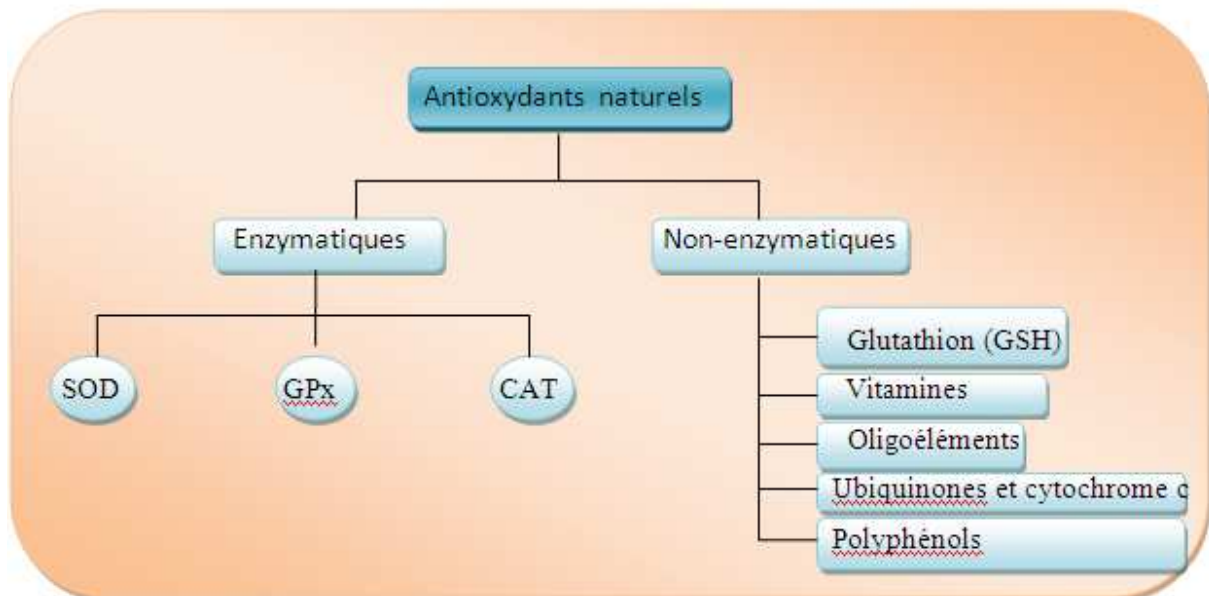 Antioxydants naturels
Enzymatiques
Non-enzymatiques
SOD
GPx
CAT
Glutathion (GSH)
Vitamines
Oligoéléments
Ubiquinones et cytochrome c
Polyphénols